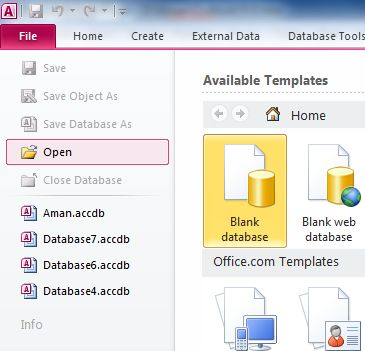 File Home Create External Data Database Tools
Save
Save Object As
Save Database As
Open
Close Database
Aman.accdb
Database7.accdb
Database6.accdb
Database4.accdb
Info
Available Templates
Home
Blank database
Blank web database
Office.com Templates